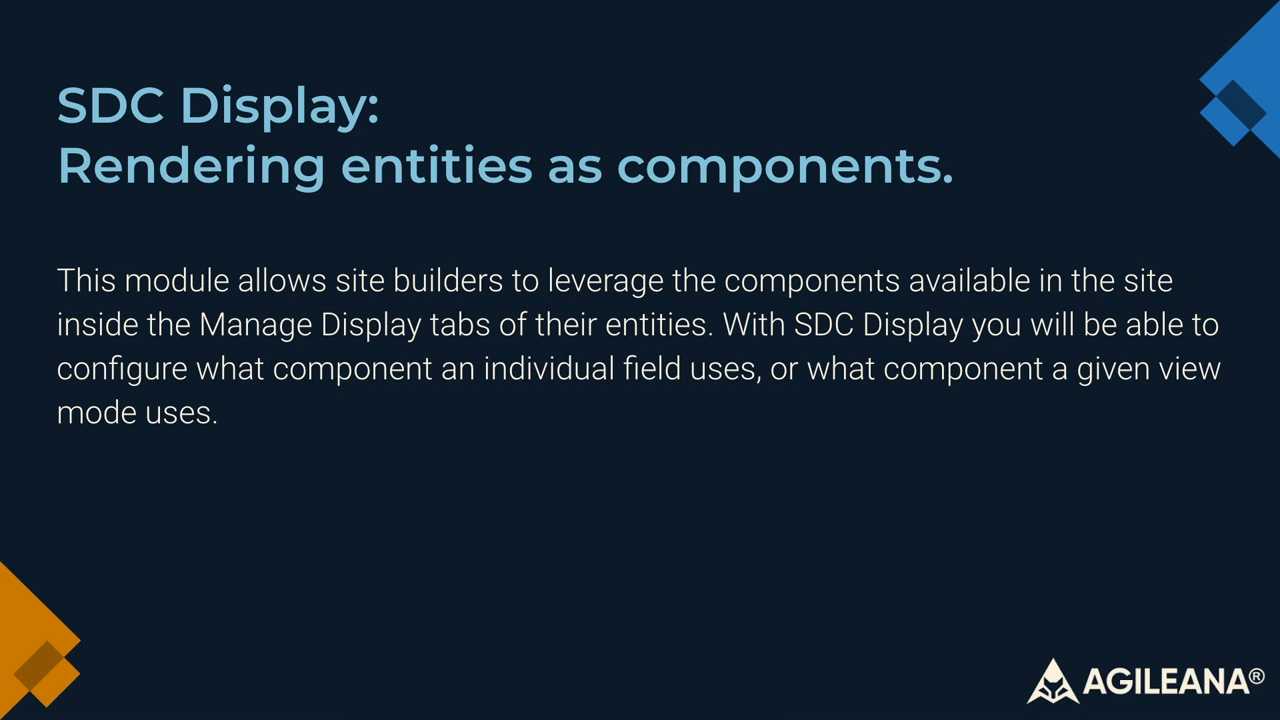 SDC Display:
Rendering entities as components.
This module allows site builders to leverage the components available in the site
inside the Manage Display tabs of their entities. With SDC Display you will be able to
configure what component an individual field uses, or what component a given view
mode uses.
AGILEANA®